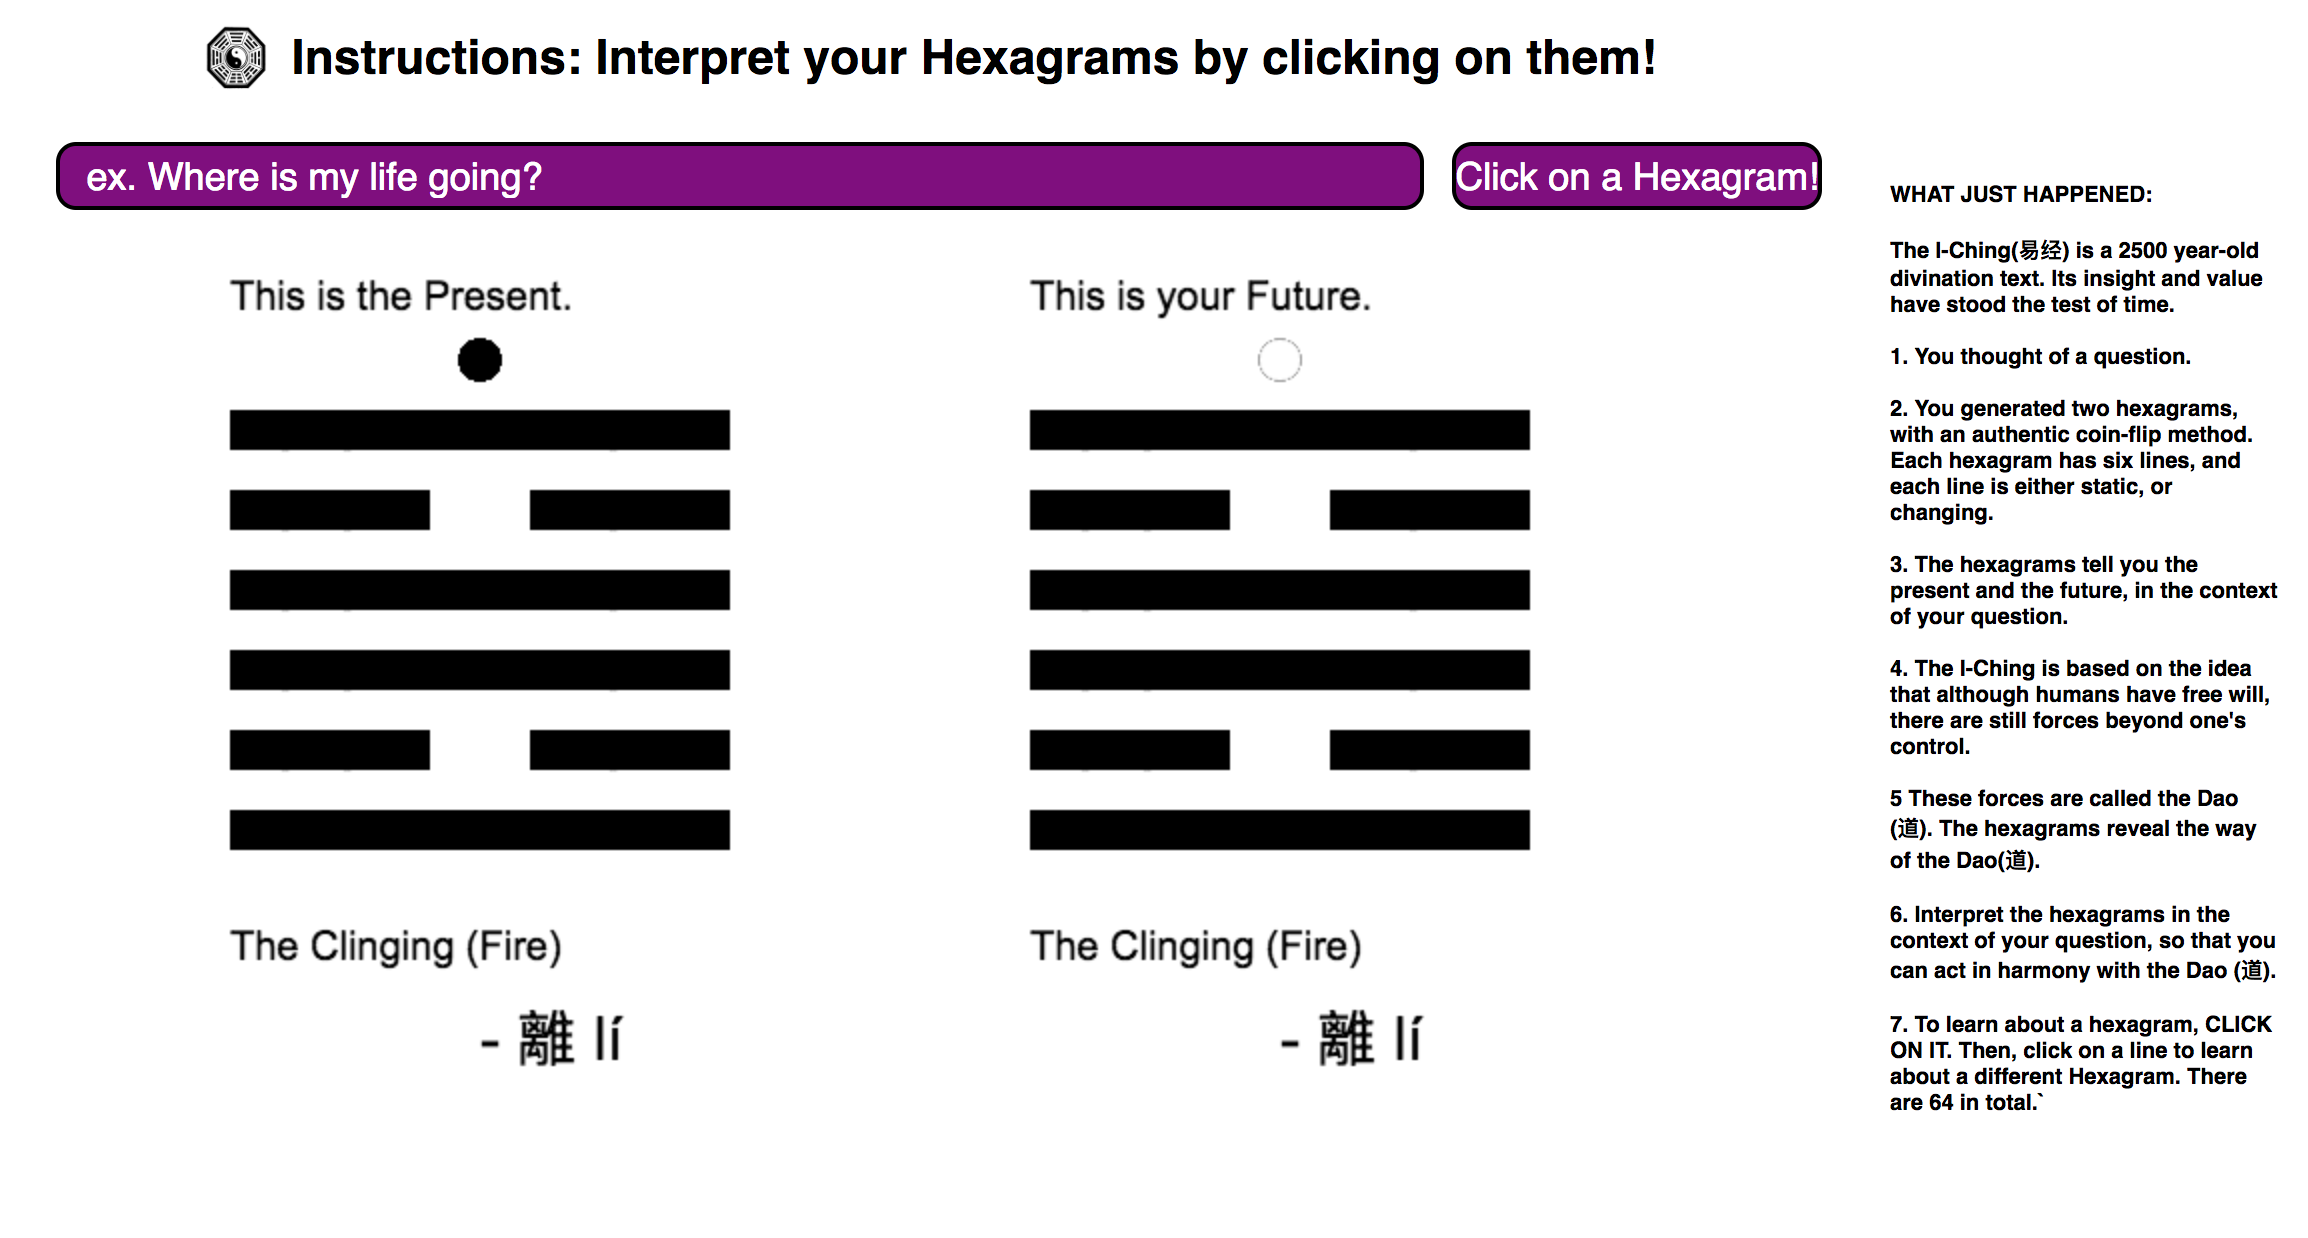 Instructions: Interpret your Hexagrams by clicking on them!
ex. Where is my life going?
Click on a Hexagram!
This is the Present.
The Clinging (Fire)
- 離 lí
This is your Future.
The Clinging (Fire)
- 離 lí
WHAT JUST HAPPENED:
The I-Ching(易经) is a 2500 year-old
divination text. Its insight and value
have stood the test of time.
1. You thought of a question.
2. You generated two hexagrams,
with an authentic coin-flip method.
Each hexagram has six lines, and
each line is either static, or
changing.
3. The hexagrams tell you the
present and the future, in the context
of your question.
4. The I-Ching is based on the idea
that although humans have free will,
there are still forces beyond one's
control.
5 These forces are called the Dao
(道). The hexagrams reveal the way
of the Dao(道).
6. Interpret the hexagrams in the
context of your question, so that you
can act in harmony with the Dao (道).
7. To learn about a hexagram, CLICK
ON IT. Then, click on a line to learn
about a different Hexagram. There
are 64 in total.`